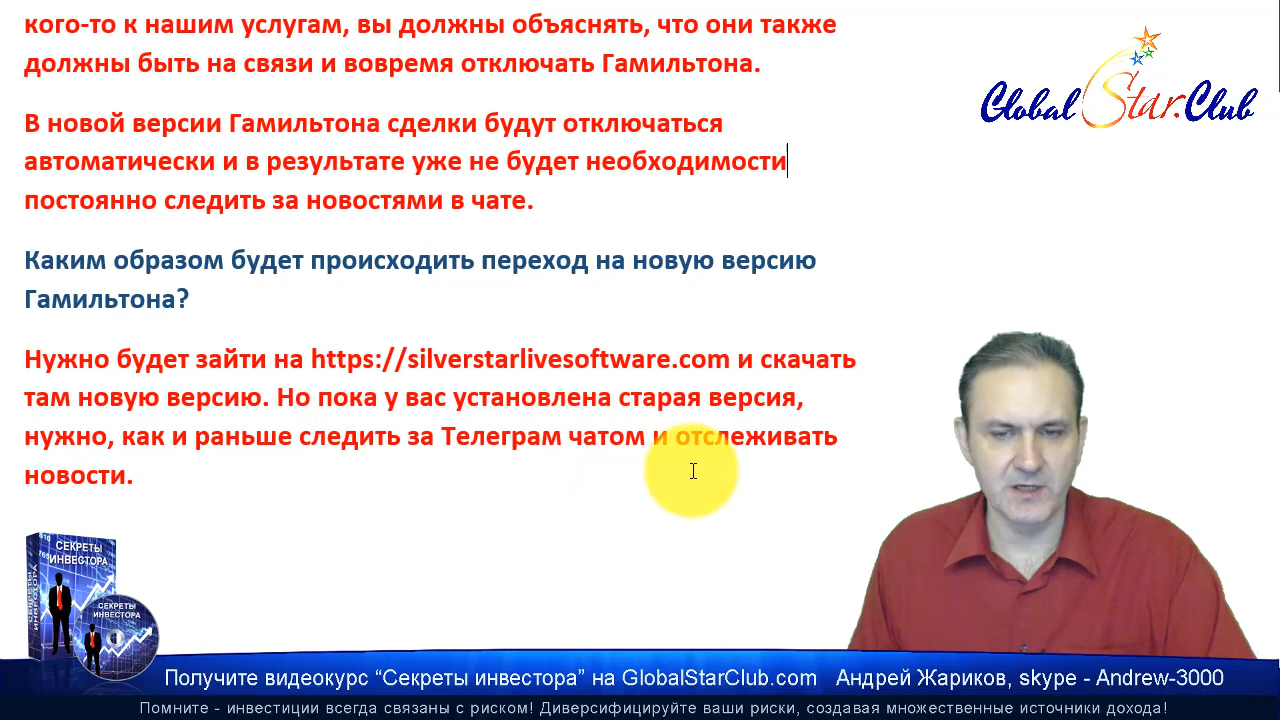 кого-то к нашим услугам, вы должны объяснять, что они также
должны быть на связи и вовремя отключать Гамильтона.
Global Star.Club
В новой версии Гамильтона сделки будут отключаться
автоматически и в результате уже не будет необходимости
постоянно следить за новостями в чате.
Каким образом будет происходить переход на новую версию
Гамильтона?
Нужно будет зайти на https://silverstarlivesoftware.com и скачать
там новую версию. Но пока у вас установлена старая версия,
нужно, как и раньше следить за Телеграм чатом и отслеживать
новости.
СЕКРЕТЫ
ИНВЕСТОРА
СЕКРЕТЫ
ИНВЕСТОРА
Получите видеокурс “Секреты инвестора” на GlobalStarClub.com Андрей Жариков, skype - Andrew-3000
Помните - инвестиции всегда связаны с риском! Диверсифицируйте ваши риски, создавая множественные источники дохода!